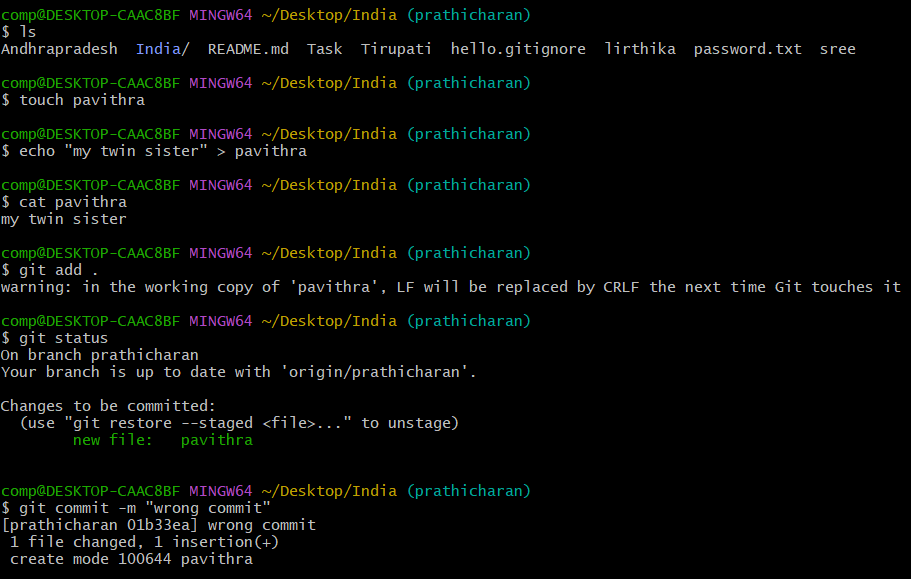 comp@DESKTOP-CAAC8BF MINGW64 ~/Desktop/India (prathicharan)
$ ls
Andhrapradesh  India/  README.md  Task  Tirupati  hello.gitignore  lirthika  password.txt  sree
comp@DESKTOP-CAAC8BF MINGW64 ~/Desktop/India (prathicharan)
$ touch pavithra
comp@DESKTOP-CAAC8BF MINGW64 ~/Desktop/India (prathicharan)
$ echo "my twin sister" > pavithra
comp@DESKTOP-CAAC8BF MINGW64 ~/Desktop/India (prathicharan)
$ cat pavithra
my twin sister
comp@DESKTOP-CAAC8BF MINGW64 ~/Desktop/India (prathicharan)
$ git add .
warning: in the working copy of 'pavithra', LF will be replaced by CRLF the next time Git touches it
comp@DESKTOP-CAAC8BF MINGW64 ~/Desktop/India (prathicharan)
$ git status
On branch prathicharan
Your branch is up to date with 'origin/prathicharan'.
Changes to be committed:
  (use "git restore --staged <file>..." to unstage)
        new file:   pavithra
comp@DESKTOP-CAAC8BF MINGW64 ~/Desktop/India (prathicharan)
$ git commit -m "wrong commit"
[prathicharan 01b33ea] wrong commit
 1 file changed, 1 insertion(+)
 create mode 100644 pavithra